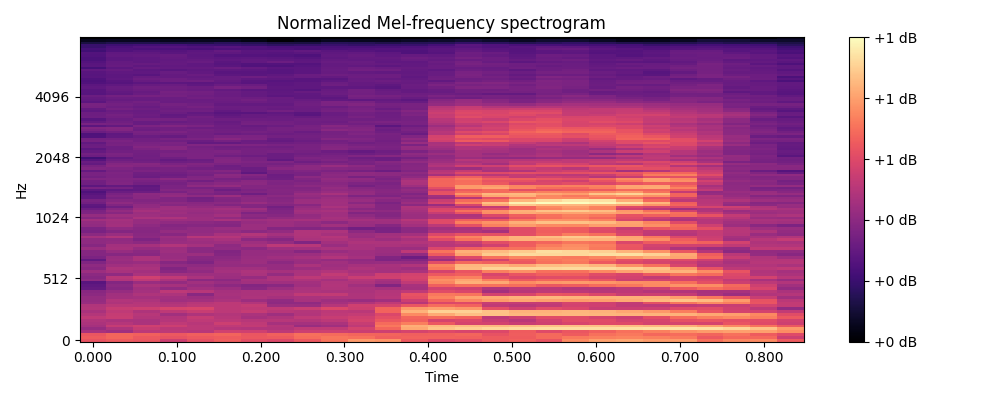 Normalized Mel-frequency spectrogram
Hz
4096
2048
1024
512
0
0.000 0.100 0.200 0.300 0.400 0.500 0.600 0.700 0.800
Time
+1 dB
+1 dB
+1 dB
+0 dB
+0 dB
+0 dB